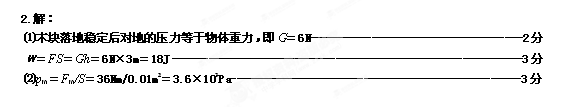 2.解：
(1)木块落地稳定后对地的压力等于物体重力，即 G=6N————2分
W=FS=Gh=6N×3m=18J————3分
(2)pₘ=Fₘ/S=36Nm/0.01m²=3.6×10³Pa————3分